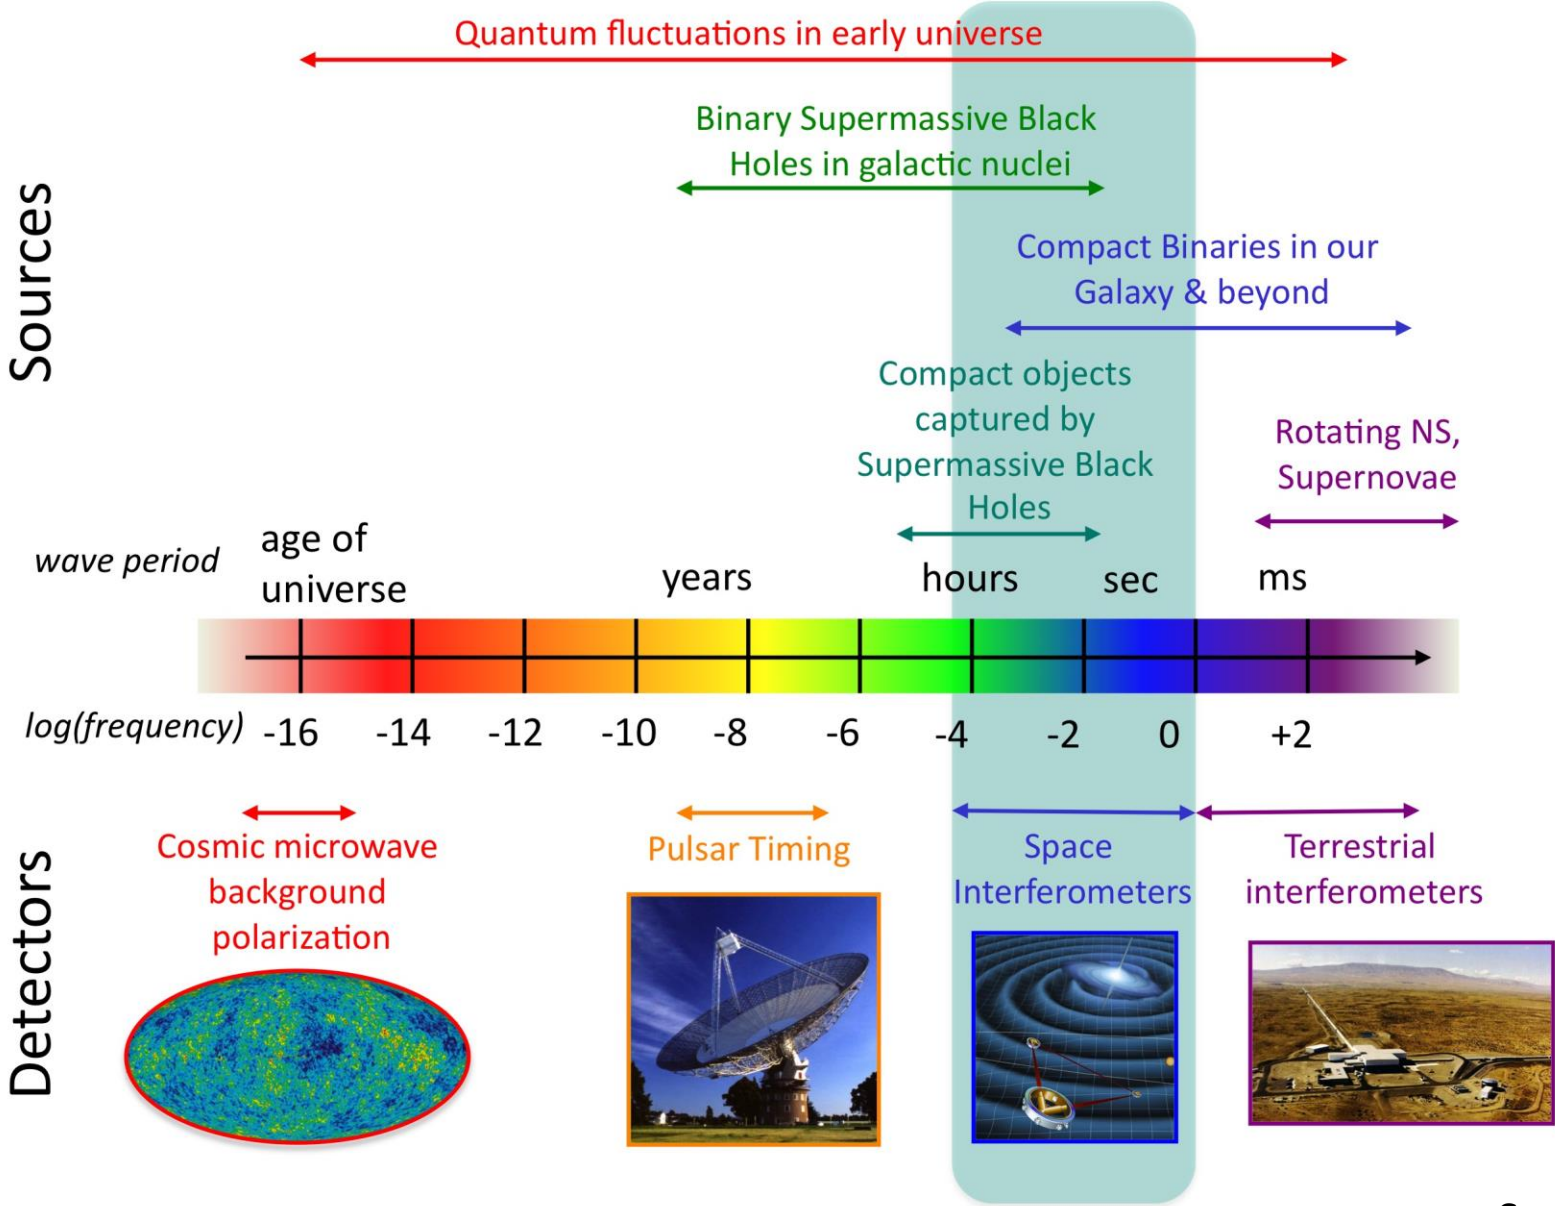 Quantum fluctuations in early universe
Binary Supermassive Black
Holes in galactic nuclei
Compact Binaries in our
Galaxy & beyond
Sources
Compact objects
captured by
Supermassive Black
Holes
Rotating NS,
Supernovae
wave period
age of
universe
years
hours
sec
ms
log(frequency)
-16
-14
-12
-10
-8
-6
-4
-2
0
+2
Detectors
Cosmic microwave
background
polarization
Pulsar Timing
Space
Interferometers
Terrestrial
interferometers